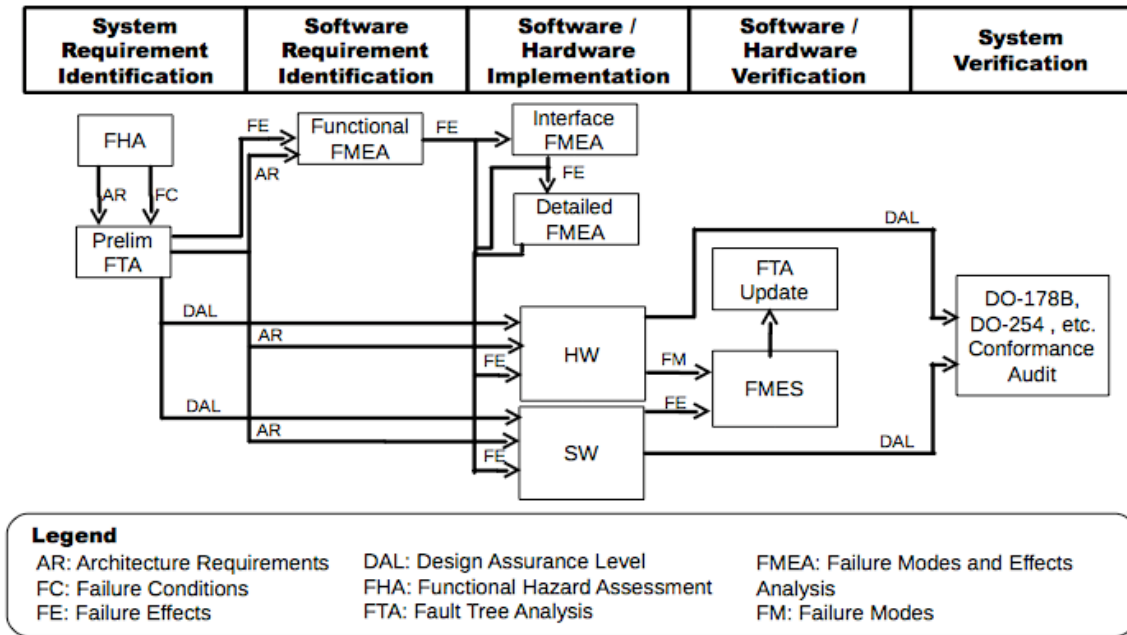 System
Requirement
Identification
Software
Requirement
Identification
Software /
Hardware
Implementation
Software /
Hardware
Verification
System
Verification
FHA
AR
FC
Prelim
FTA
FE
AR
Functional
FMEA
FE
Interface
FMEA
FE
Detailed
FMEA
DAL
AR
FE
HW
DAL
AR
FE
SW
FM
FE
FTA
Update
FMES
DAL
DAL
DO-178B,
DO-254 , etc.
Conformance
Audit
Legend
AR: Architecture Requirements
FC: Failure Conditions
FE: Failure Effects
DAL: Design Assurance Level
FHA: Functional Hazard Assessment
FTA: Fault Tree Analysis
FMEA: Failure Modes and Effects
Analysis
FM: Failure Modes